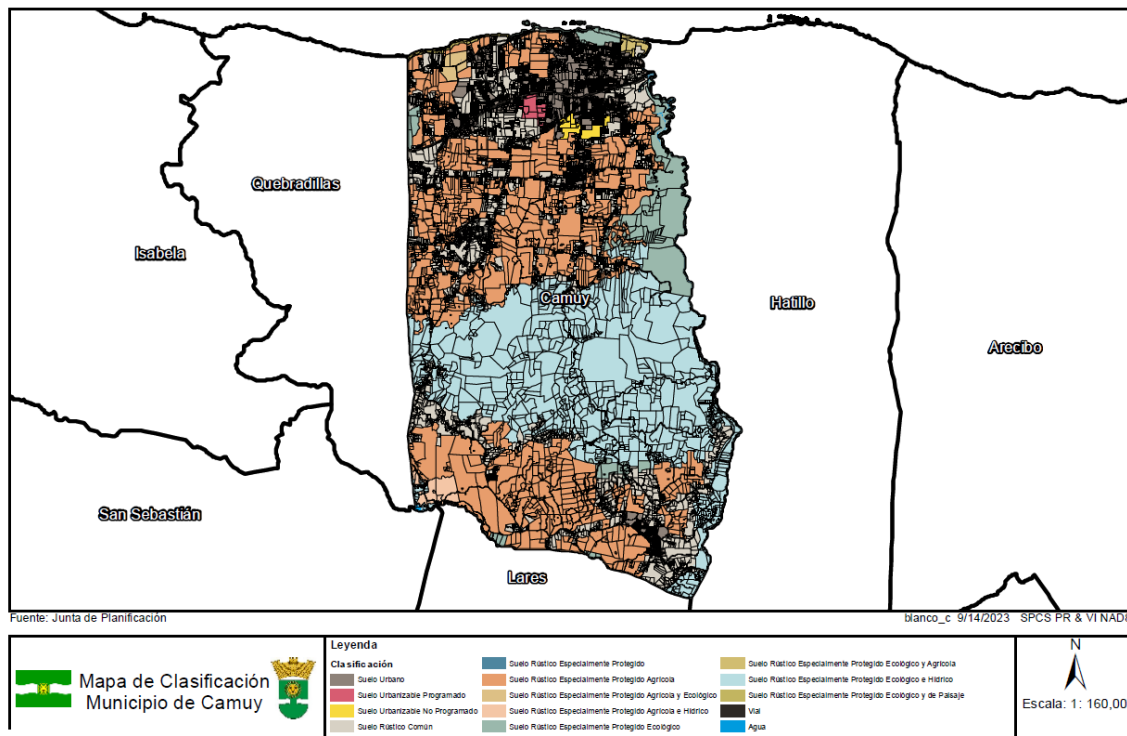 Quebradillas
Isabela
Camuy
Hatillo
Arecibo
San Sebastián
Lares
Fuente: Junta de Planificación
blanco_c 9/14/2023 SPCS PR & VI NAD8
Mapa de Clasificación
Municipio de Camuy
Leyenda
Clasificación
Suelo Urbano
Suelo Urbanizable Programado
Suelo Urbanizable No Programado
Suelo Rústico Común
Suelo Rústico Especialmente Protegido
Suelo Rústico Especialmente Protegido Agrícola
Suelo Rústico Especialmente Protegido Agrícola y Ecológico
Suelo Rústico Especialmente Protegido Agrícola e Hídrico
Suelo Rústico Especialmente Protegido Ecológico
Suelo Rústico Especialmente Protegido Ecológico y Agrícola
Suelo Rústico Especialmente Protegido Ecológico e Hídrico
Suelo Rústico Especialmente Protegido Ecológico y de Paisaje
Vial
Agua
N
Escala: 1: 160,00